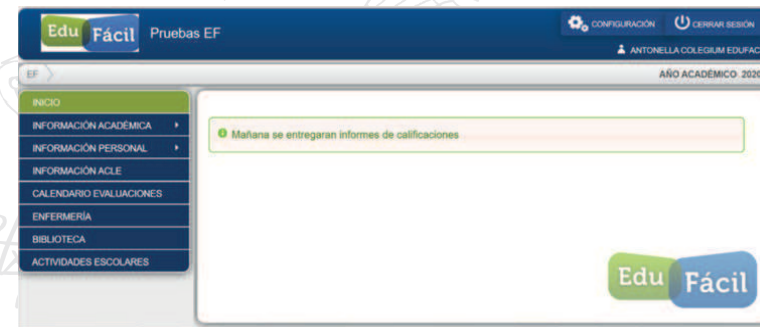 Edu Fácil Pruebas EF
CONFIGURACIÓN CERRAR SESIÓN
ANTONELLA COLEGIUM EDUFAC
EF
AÑO ACADÉMICO 2020
INICIO
INFORMACIÓN ACADÉMICA
INFORMACIÓN PERSONAL
INFORMACIÓN ACLE
CALENDARIO EVALUACIONES
ENFERMERÍA
BIBLIOTECA
ACTIVIDADES ESCOLARES
Mañana se entregaran informes de calificaciones
Edu Fácil